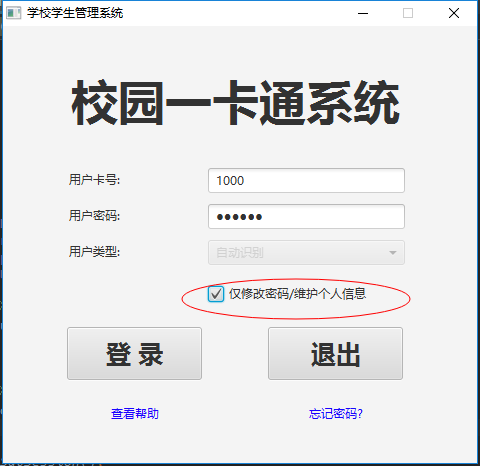 学校学生管理系统
校园一卡通系统
用户卡号: 1000
用户密码: ●●●●●●
用户类型: 自动识别
仅修改密码/维护个人信息
登 录 退出
查看帮助 忘记密码?